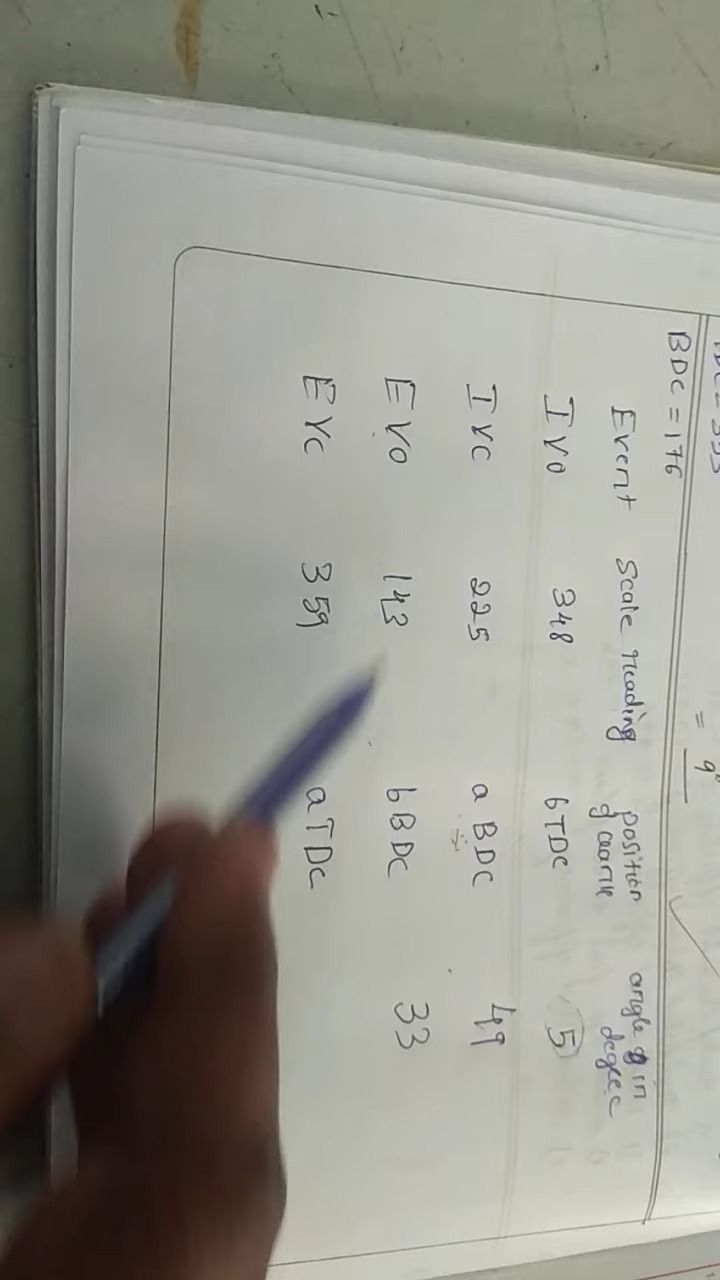 BDC = 176
= 9°
Event Scale reading position of crank angle in degree
IVO 348 bTDC 5
IVC 225 aBDC 49
EVO 143 bBDC 33
EVC 359 aTDC